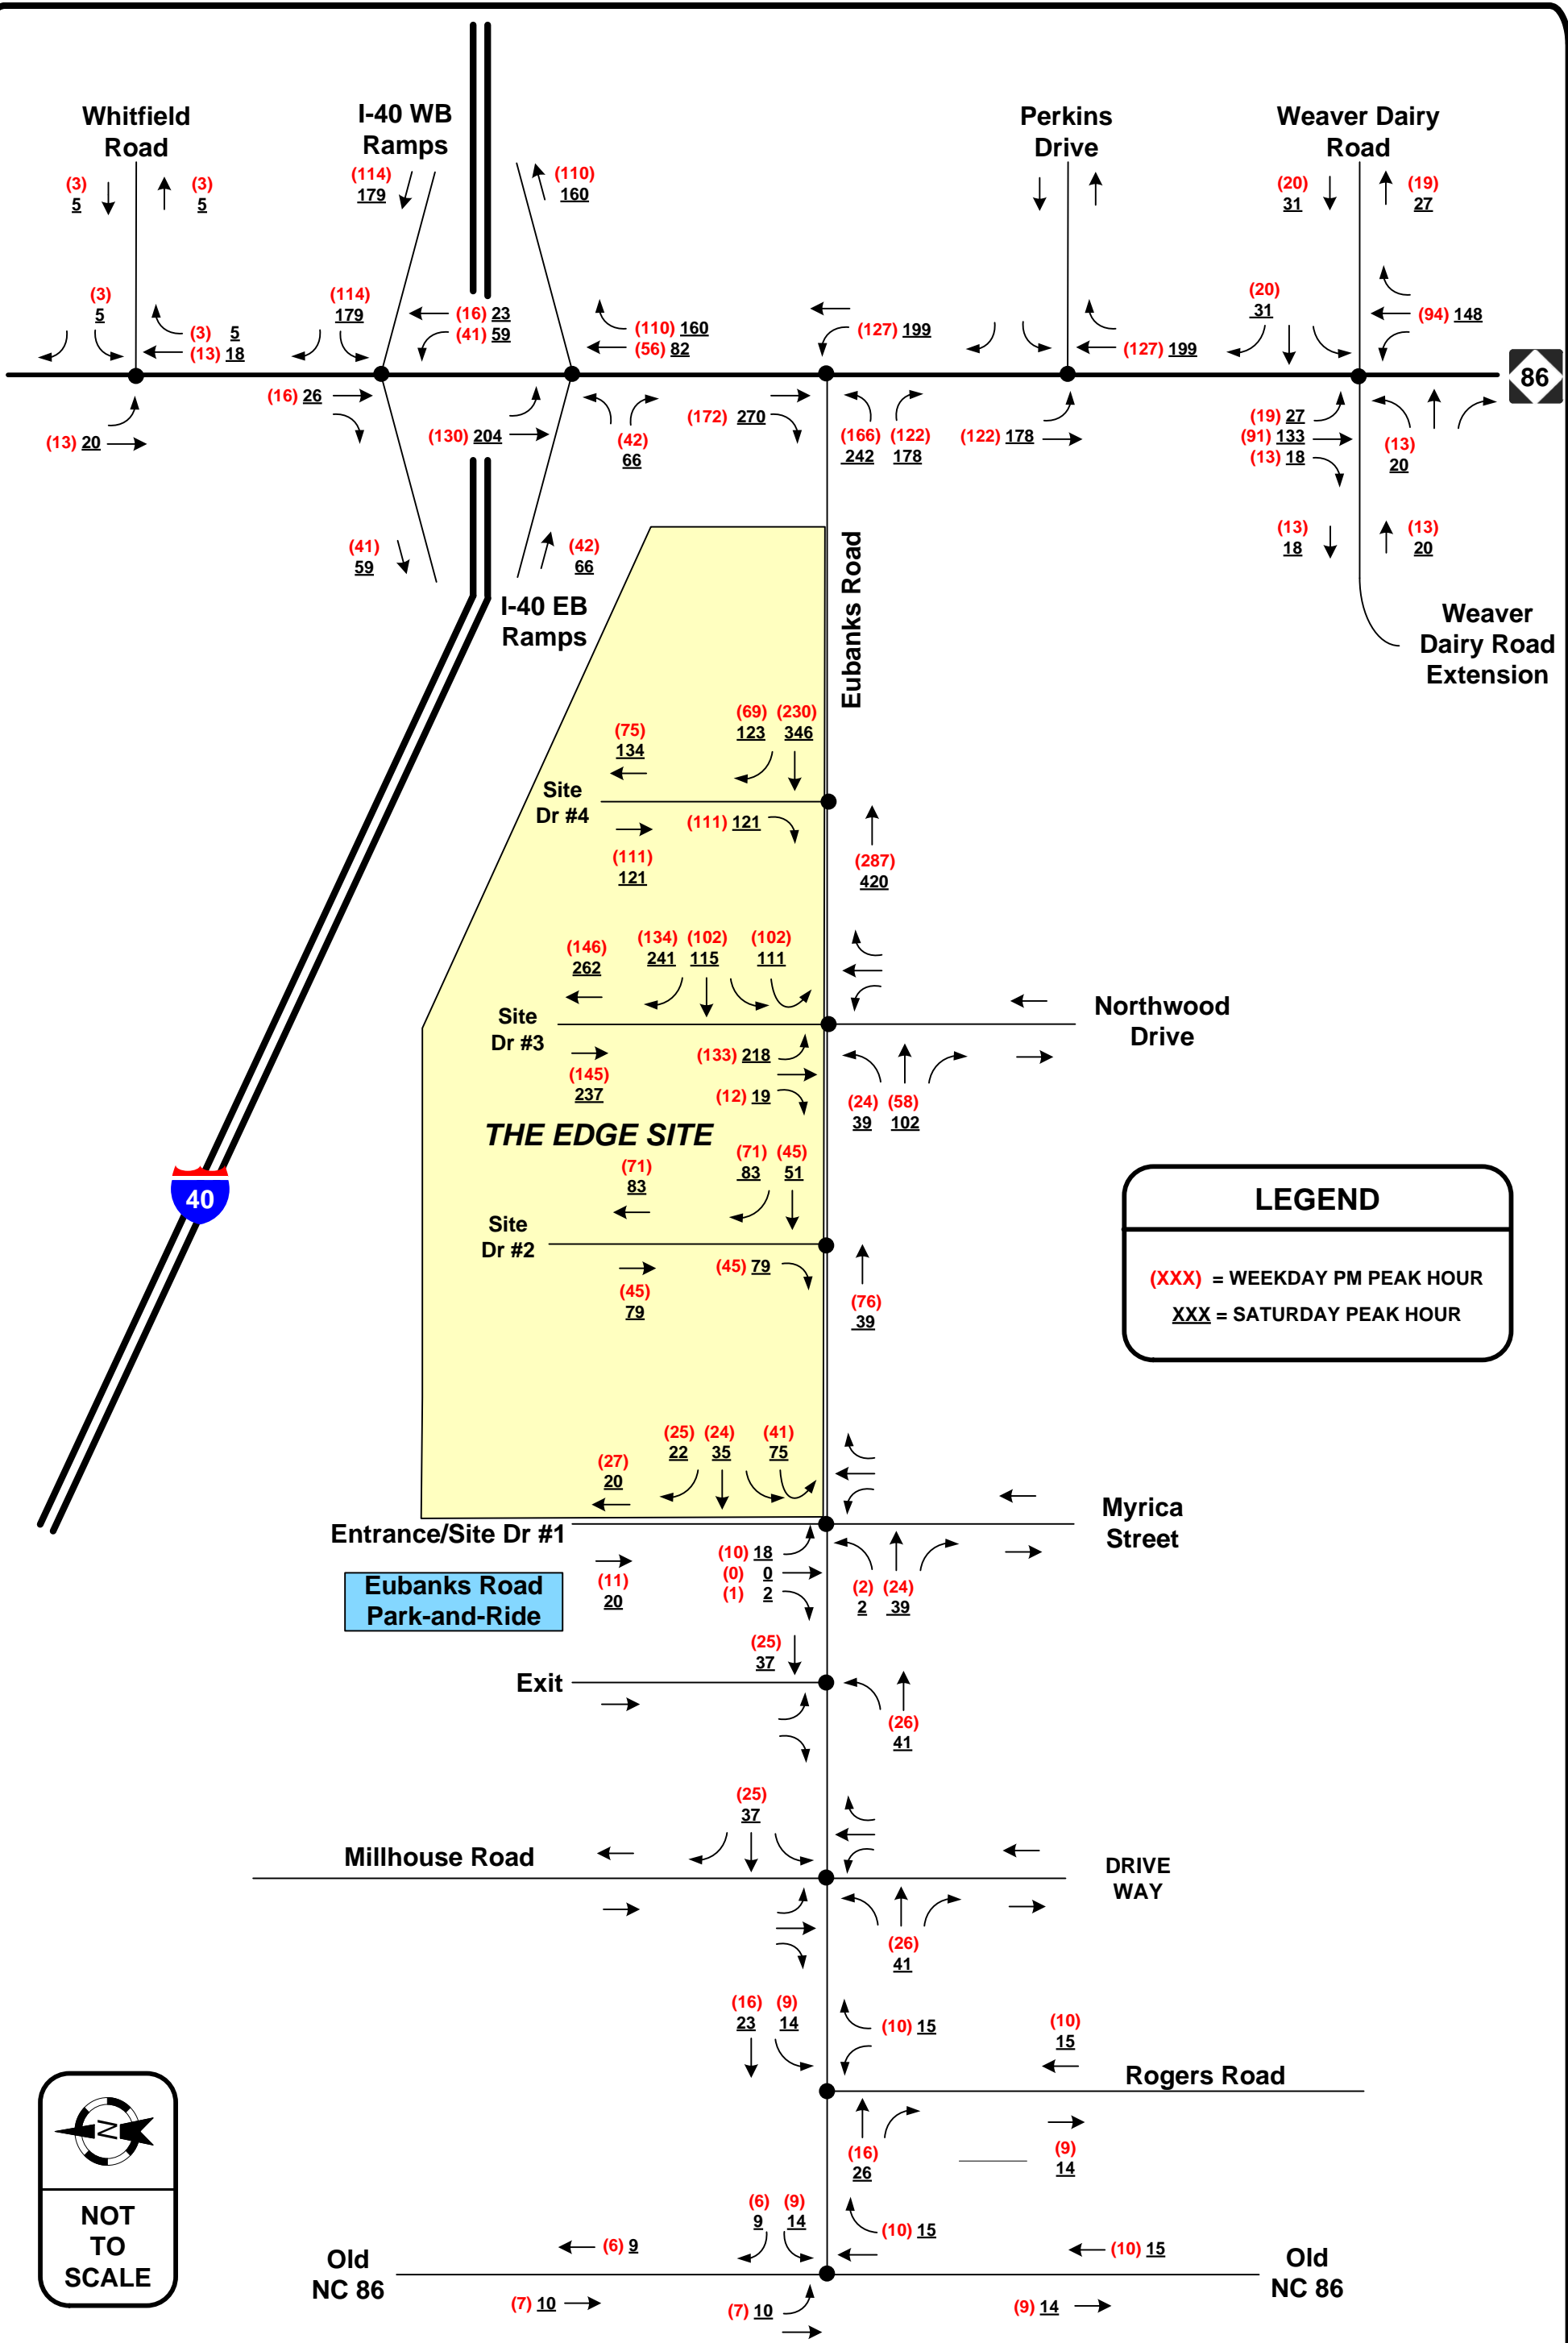 Whitfield
Road
I-40 WB
Ramps
Perkins
Drive
Weaver Dairy
Road
(3)
5
(3)
5
(114)
179
(110)
160
(20)
31
(19)
27
(3)
5
(3) 5
(13) 18
(114)
179
(16) 23
(41) 59
(110) 160
(56) 82
(127) 199
(127) 199
(20)
31
(94) 148
86
(13) 20
(16) 26
(130) 204
(42)
66
(172) 270
(166) (122)
242 178
(122) 178
(19) 27
(91) 133
(13) 18
(13)
20
(41)
59
(42)
66
(13)
18
(13)
20
I-40 EB
Ramps
Eubanks Road
Weaver
Dairy Road
Extension
(75)
134
(69) (230)
123 346
Site
Dr #4
(111) 121
(111)
121
(287)
420
(146)
262
(134) (102) (102)
241 115 111
Site
Dr #3
Northwood
Drive
(145)
237
(133) 218
(12) 19
(24) (58)
39 102
THE EDGE SITE
(71)
83
(71) (45)
83 51
Site
Dr #2
(45) 79
(45)
79
(76)
39
40
LEGEND
(XXX) = WEEKDAY PM PEAK HOUR
XXX = SATURDAY PEAK HOUR
(27)
20
(25) (24) (41)
22 35 75
Entrance/Site Dr #1
Myrica
Street
(11)
20
(10) 18
(0) 0
(1) 2
(2) (24)
2 39
Eubanks Road
Park-and-Ride
(25)
37
Exit
(26)
41
(25)
37
Millhouse Road
DRIVE
WAY
(26)
41
(16) (9)
23 14
(10) 15
(10)
15
Rogers Road
(16)
26
(9)
14
N
NOT
TO
SCALE
(6) (9)
9 14
(10) 15
(6) 9
(10) 15
Old
NC 86
Old
NC 86
(7) 10
(7) 10
(9) 14